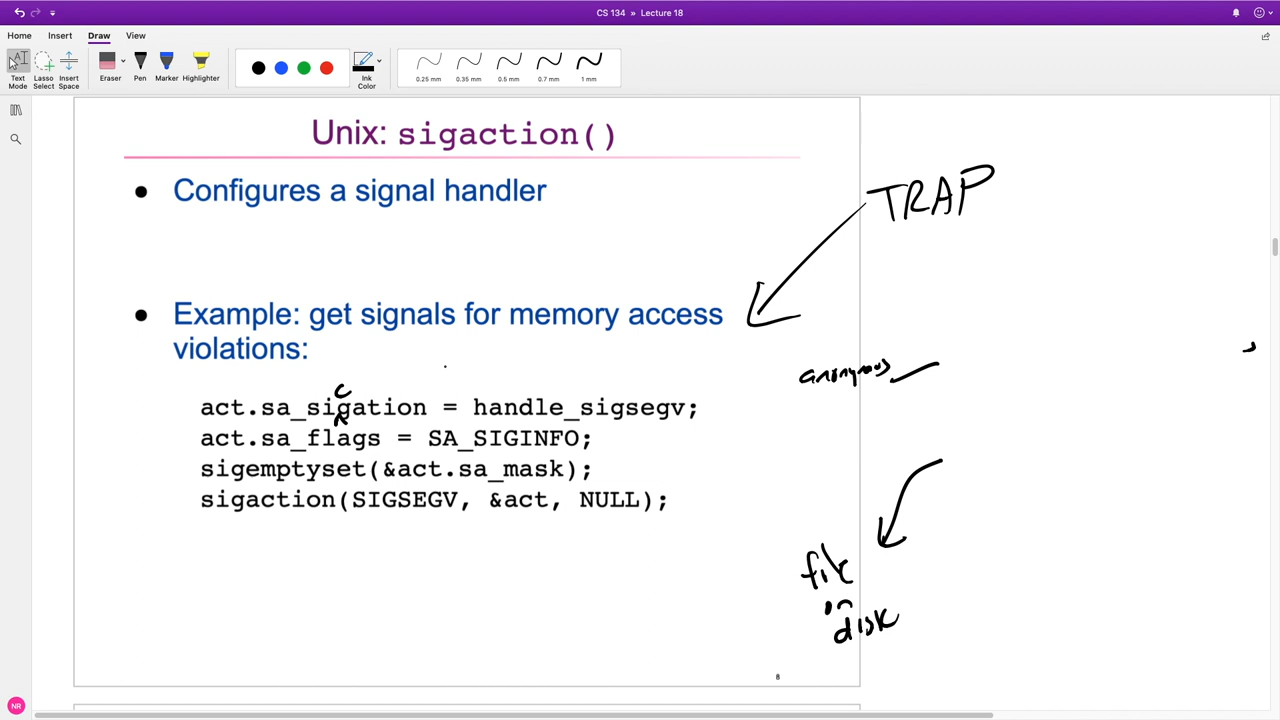 CS 134 » Lecture 18
Home Insert Draw View
Text Mode
Lasso Select
Insert Space
Eraser
Pen
Marker
Highlighter
Ink Color
0.25 mm
0.35 mm
0.5 mm
0.7 mm
1 mm
Unix: sigaction()
TRAP
● Configures a signal handler
● Example: get signals for memory access
violations:
anonymous
c
act.sa_sigation = handle_sigsegv;
act.sa_flags = SA_SIGINFO;
sigemptyset(&act.sa_mask);
sigaction(SIGSEGV, &act, NULL);
file
on
disk
8
NR